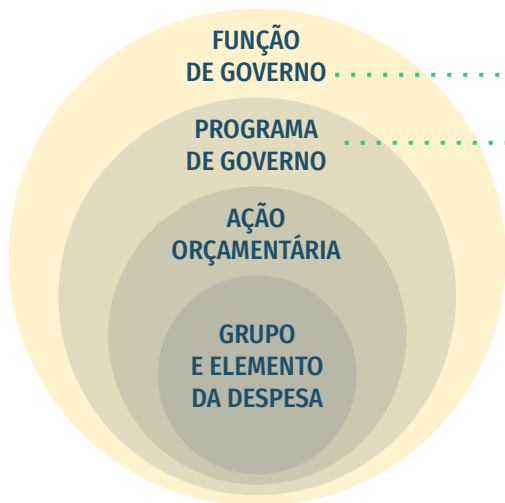 FUNÇÃO
DE GOVERNO
PROGRAMA
DE GOVERNO
AÇÃO
ORÇAMENTÁRIA
GRUPO
E ELEMENTO
DA DESPESA